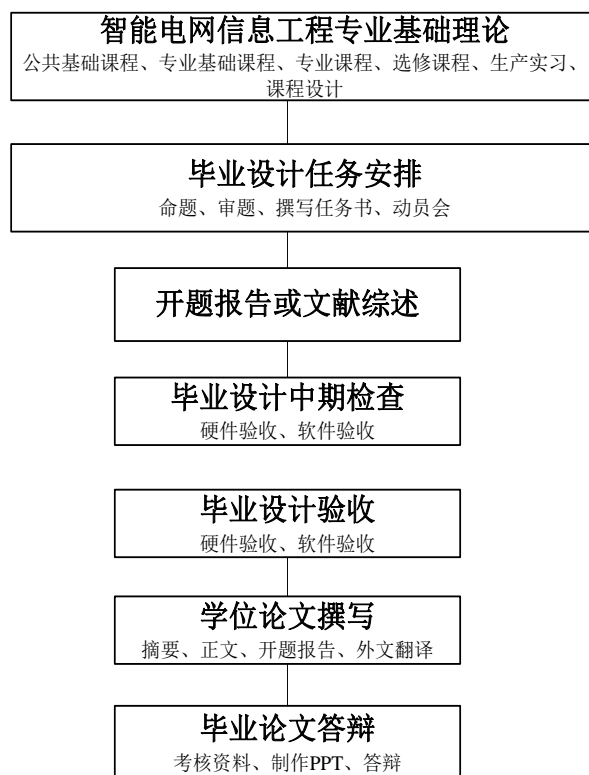 智能电网信息工程专业基础理论
公共基础课程、专业基础课程、专业课程、选修课程、生产实习、
课程设计
毕业设计任务安排
命题、审题、撰写任务书、动员会
开题报告或文献综述
毕业设计中期检查
硬件验收、软件验收
毕业设计验收
硬件验收、软件验收
学位论文撰写
摘要、正文、开题报告、外文翻译
毕业论文答辩
考核资料、制作PPT、答辩